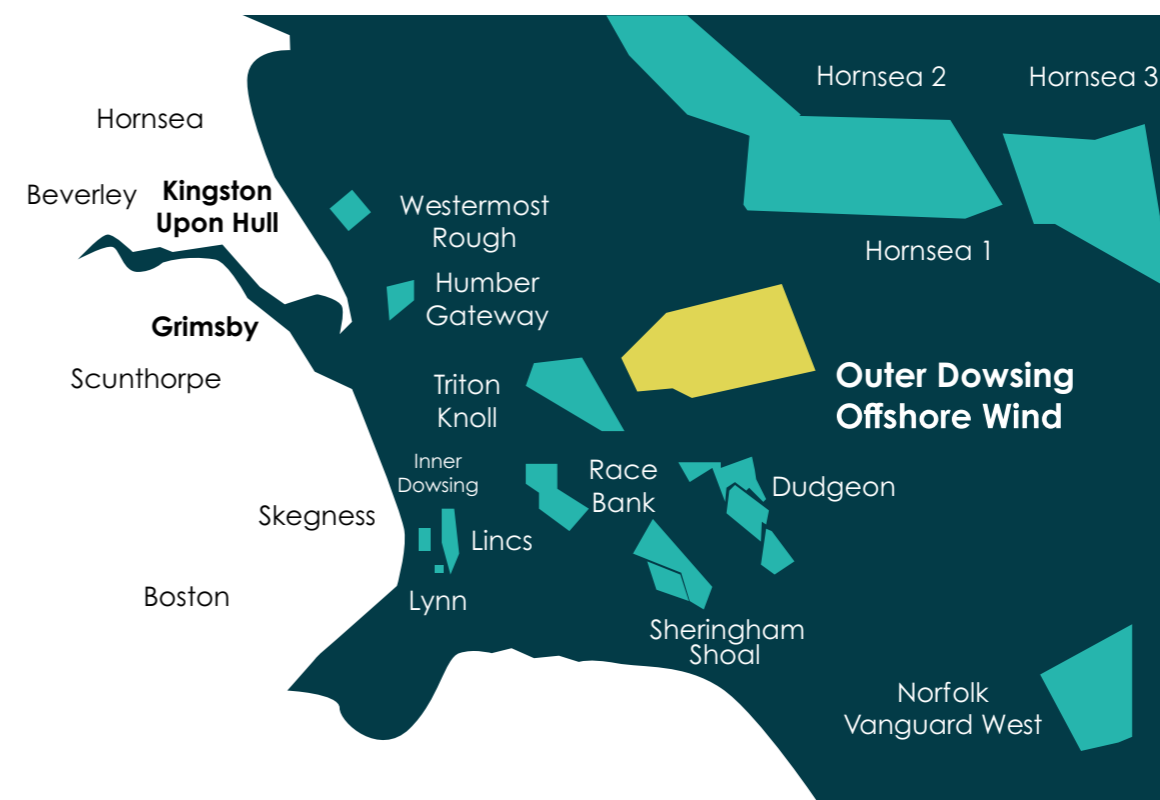 Hornsea 2
Hornsea 3
Hornsea
Beverley
Kingston
Upon Hull
Westermost
Rough
Hornsea 1
Humber
Gateway
Grimsby
Scunthorpe
Triton
Knoll
Outer Dowsing
Offshore Wind
Inner
Dowsing
Race
Bank
Dudgeon
Skegness
Lincs
Boston
Lynn
Sheringham
Shoal
Norfolk
Vanguard West